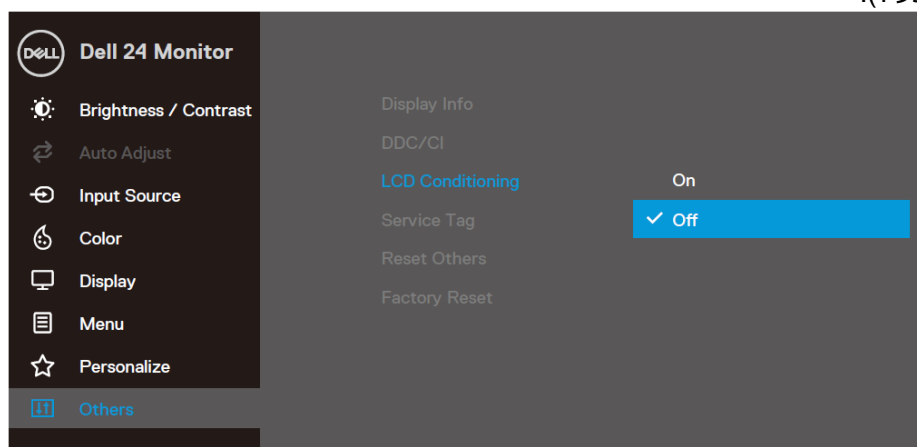 DELL Dell 24 Monitor
Brightness / Contrast
Auto Adjust
Input Source
Color
Display
Menu
Personalize
Others
Display Info
DDC/CI
LCD Conditioning
Service Tag
Reset Others
Factory Reset
On
Off